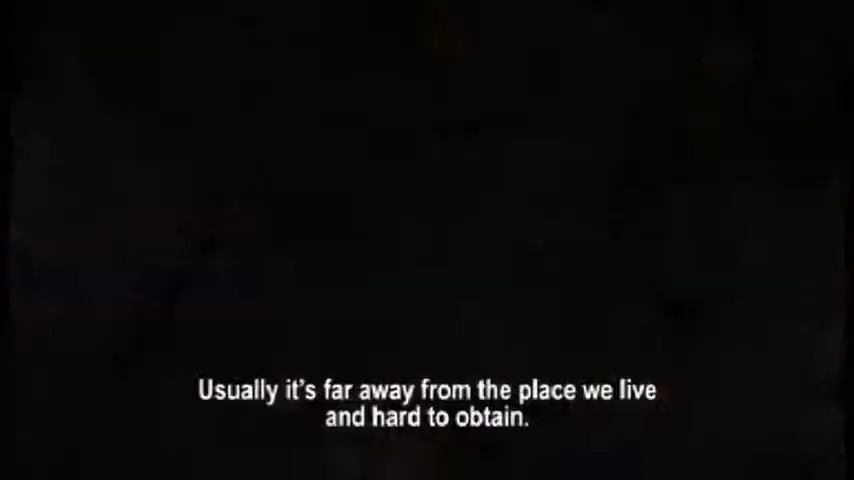 Usually it's far away from the place we live
and hard to obtain.